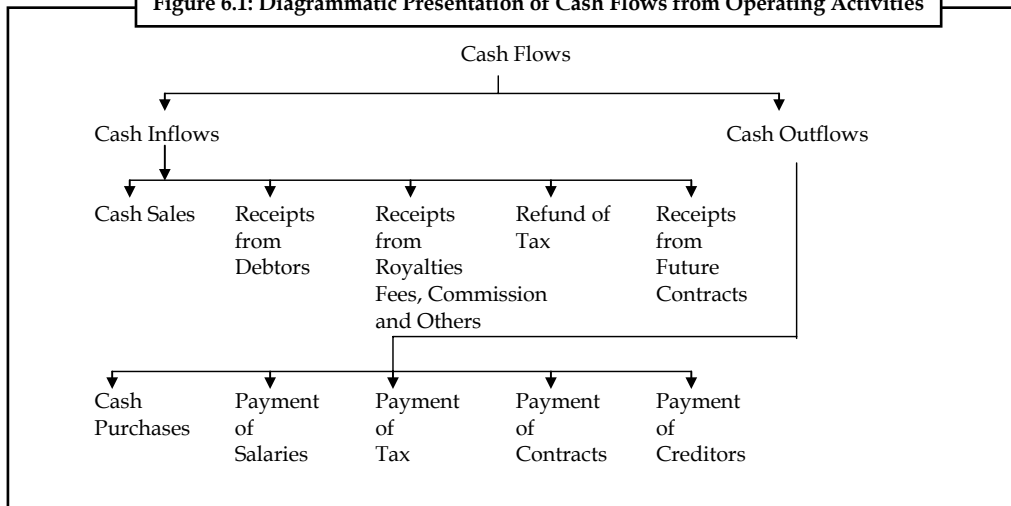 Figure 6.1: Diagrammatic Presentation of Cash Flows from Operating Activities
Cash Flows
Cash Inflows
Cash Outflows
Cash Sales
Receipts
from
Debtors
Receipts
from
Royalties
Fees, Commission
and Others
Refund of
Tax
Receipts
from
Future
Contracts
Cash
Purchases
Payment
of
Salaries
Payment
of
Tax
Payment
of
Contracts
Payment
of
Creditors